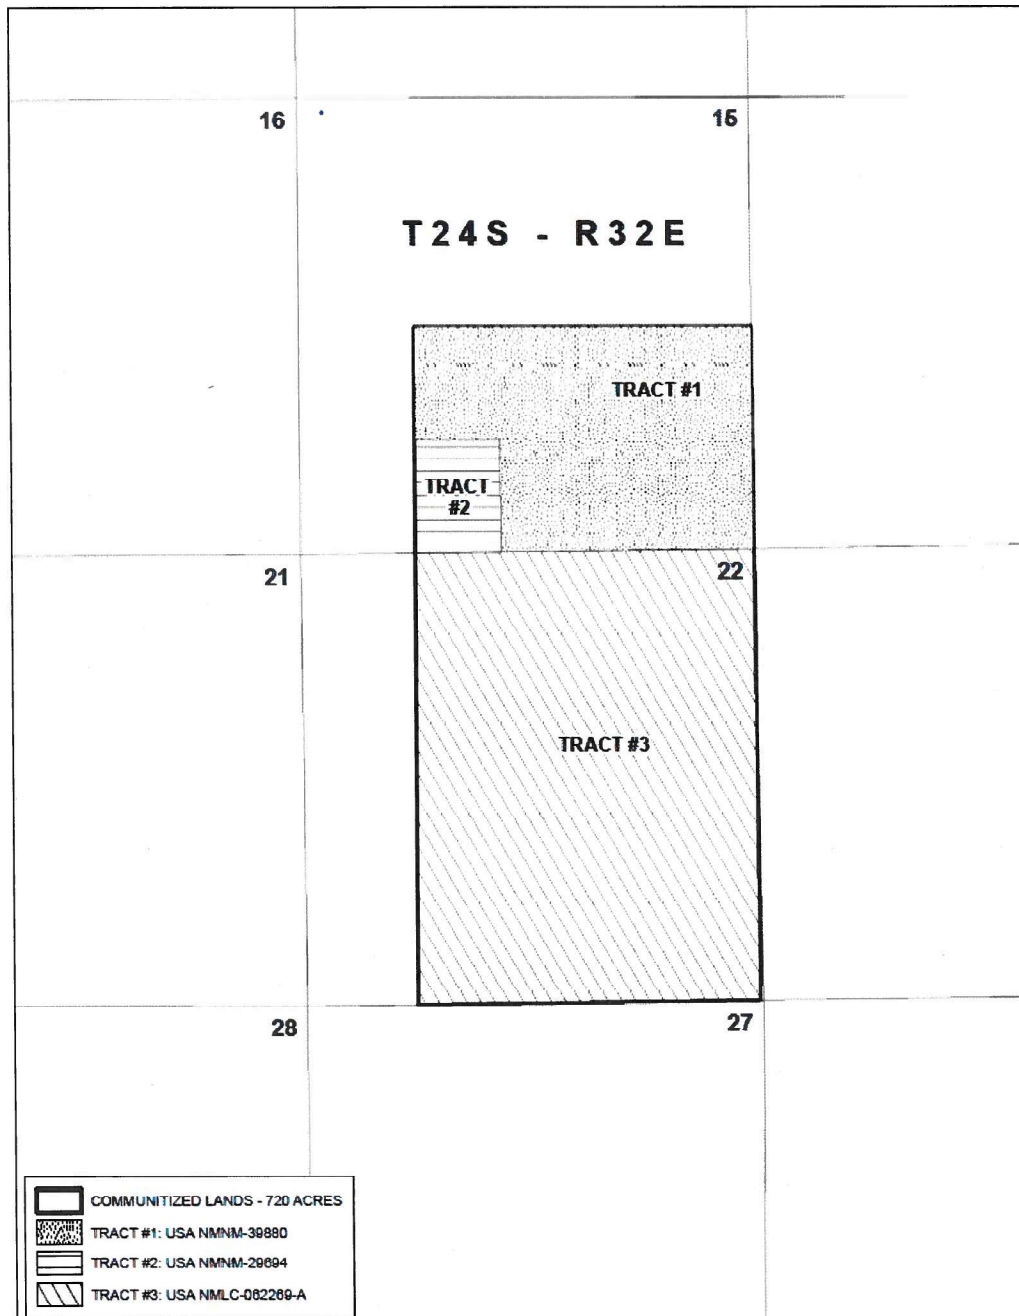 16
15
T24S - R32E
TRACT #1
TRACT
#2
21
22
TRACT #3
28
27
COMMUNITIZED LANDS - 720 ACRES
TRACT #1: USA NMNM-39880
TRACT #2: USA NMNM-29694
TRACT #3: USA NMLC-062269-A